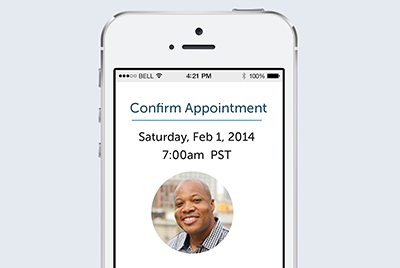 BELL 4:21 PM 100%
Confirm Appointment
Saturday, Feb 1, 2014
7:00am PST